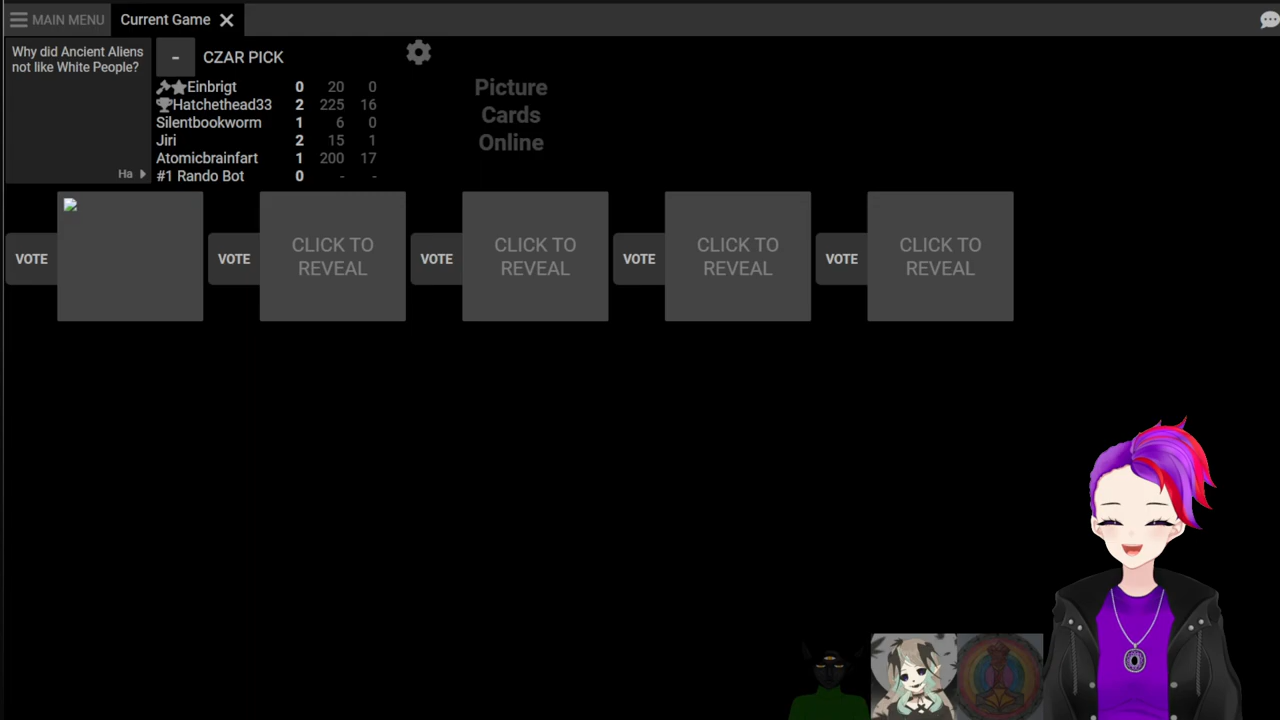 MAIN MENU
Current Game
Why did Ancient Aliens
not like White People?
Ha
-
CZAR PICK
Einbrigt 0 20 0
Hatchethead33 2 225 16
Silentbookworm 1 6 0
Jiri 2 15 1
Atomicbrainfart 1 200 17
#1 Rando Bot 0 - -
Picture
Cards
Online
VOTE
VOTE
CLICK TO
REVEAL
VOTE
CLICK TO
REVEAL
VOTE
CLICK TO
REVEAL
VOTE
CLICK TO
REVEAL